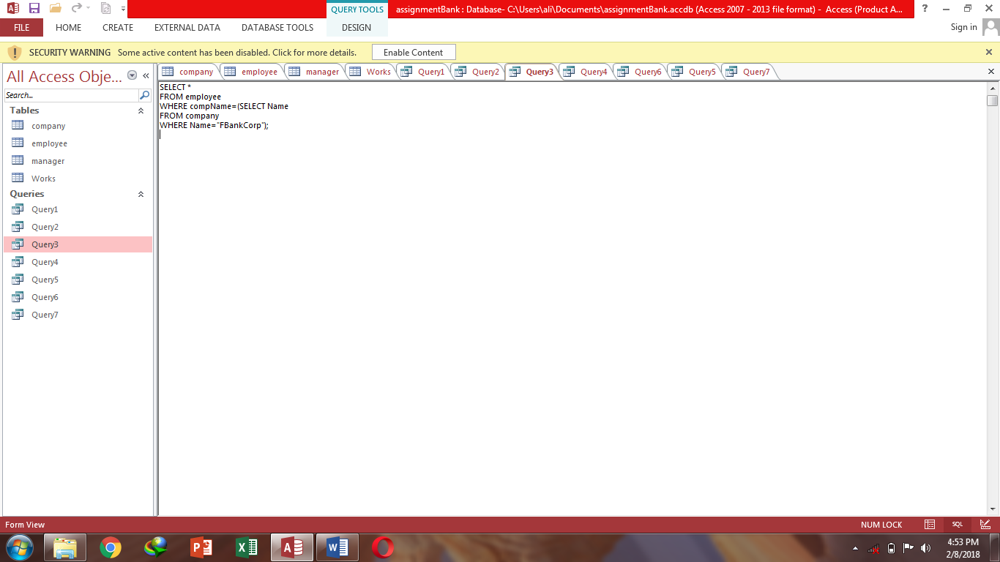 QUERY TOOLS
assignmentBank : Database- C:\Users\ali\Documents\assignmentBank.accdb (Access 2007 - 2013 file format) - Access (Product A...
?
FILE HOME CREATE EXTERNAL DATA DATABASE TOOLS DESIGN
Sign in
SECURITY WARNING Some active content has been disabled. Click for more details. Enable Content
All Access Obje...
Search...
Tables
company
employee
manager
Works
Queries
Query1
Query2
Query3
Query4
Query5
Query6
Query7
company employee manager Works Query1 Query2 Query3 Query4 Query6 Query5 Query7
SELECT *
FROM employee
WHERE compName=(SELECT Name
FROM company
WHERE Name="FBankCorp");
Form View
NUM LOCK
SQL
4:53 PM
2/8/2018